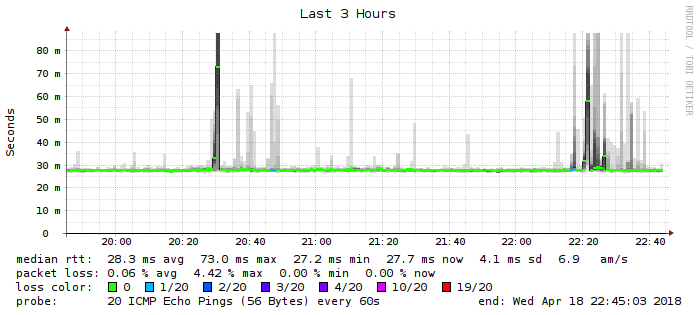 Last 3 Hours
RRDTOOL / TOBI OETIKER
Seconds
80 m
70 m
60 m
50 m
40 m
30 m
20 m
10 m
0
20:00 20:20 20:40 21:00 21:20 21:40 22:00 22:20 22:40
median rtt: 28.3 ms avg 73.0 ms max 27.2 ms min 27.7 ms now 4.1 ms sd 6.9 am/s
packet loss: 0.06 % avg 4.42 % max 0.00 % min 0.00 % now
loss color: 0 1/20 2/20 3/20 4/20 10/20 19/20
probe: 20 ICMP Echo Pings (56 Bytes) every 60s end: Wed Apr 18 22:45:03 2018